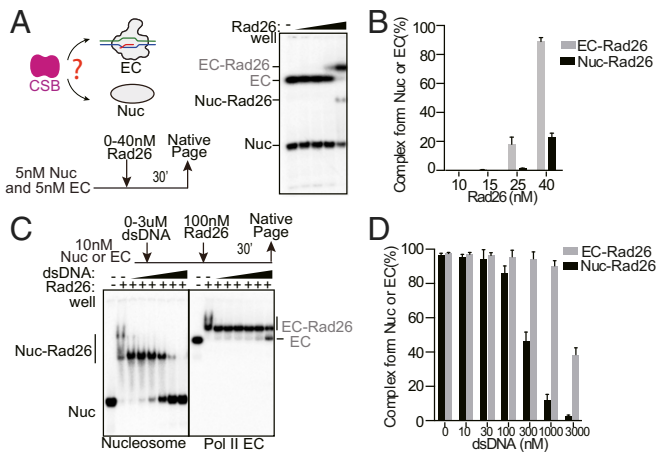 A
CSB
?
EC
Nuc
0-40nM
Rad26
Native
Page
30'
5nM Nuc
and 5nM EC
Rad26: -
well
EC-Rad26
EC
Nuc-Rad26
Nuc
B
Complex form Nuc or EC(%)
100
80
60
40
20
0
10 15 25 40
Rad26 (nM)
EC-Rad26
Nuc-Rad26
C
0-3uM
dsDNA
100nM
Rad26
Native
Page
30'
10nM
Nuc or EC
dsDNA: - - - -
Rad26: - + + + + + + + - + + + + + + +
well
Nuc-Rad26
Nuc
EC-Rad26
EC
Nucleosome Pol II EC
D
Complex form Nuc or EC(%)
100
80
60
40
20
0
0 10 30 100 300 1000 3000
dsDNA (nM)
EC-Rad26
Nuc-Rad26